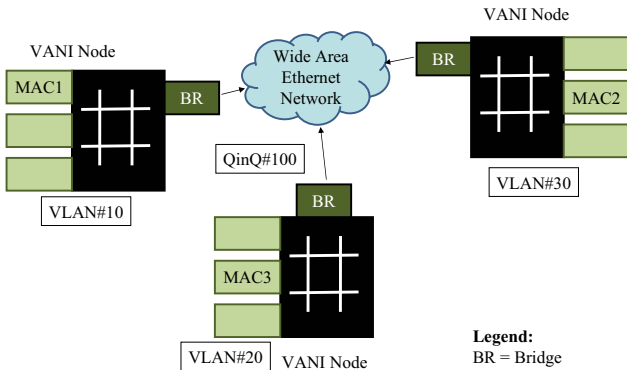 VANI Node
MAC1
BR
VLAN#10
Wide Area
Ethernet
Network
VANI Node
BR
MAC2
VLAN#30
QinQ#100
BR
MAC3
VLAN#20
VANI Node
Legend:
BR = Bridge